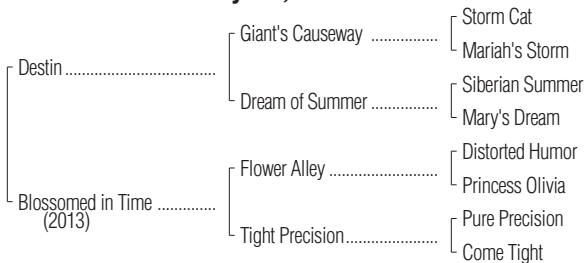 Giant's Causeway ................
Storm Cat
Mariah's Storm
Destin .....................................
Dream of Summer ................
Siberian Summer
Mary's Dream
Flower Alley ..........................
Distorted Humor
Princess Olivia
Blossomed in Time ..............
(2013)
Tight Precision......................
Pure Precision
Come Tight